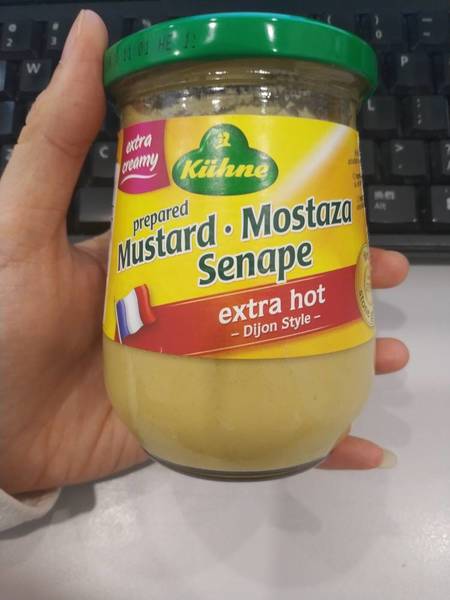 extra
creamy
Kühne
prepared
Mustard · Mostaza
Senape
extra hot
– Dijon Style –